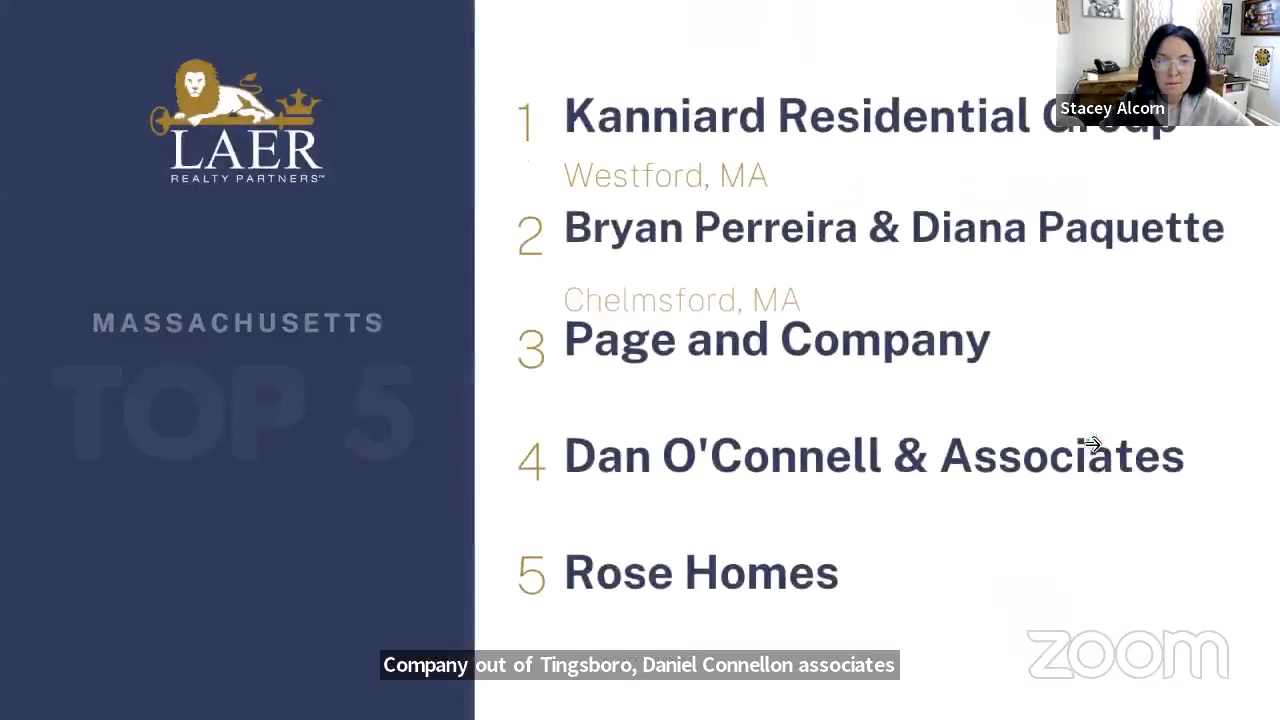 LAER
REALTY PARTNERS™
MASSACHUSETTS
TOP 5
1 Kanniard Residential Group
Westford, MA
2 Bryan Perreira & Diana Paquette
Chelmsford, MA
3 Page and Company
4 Dan O'Connell & Associates
5 Rose Homes
Stacey Alcorn
Company out of Tingsboro, Daniel Connellon associates
zoom